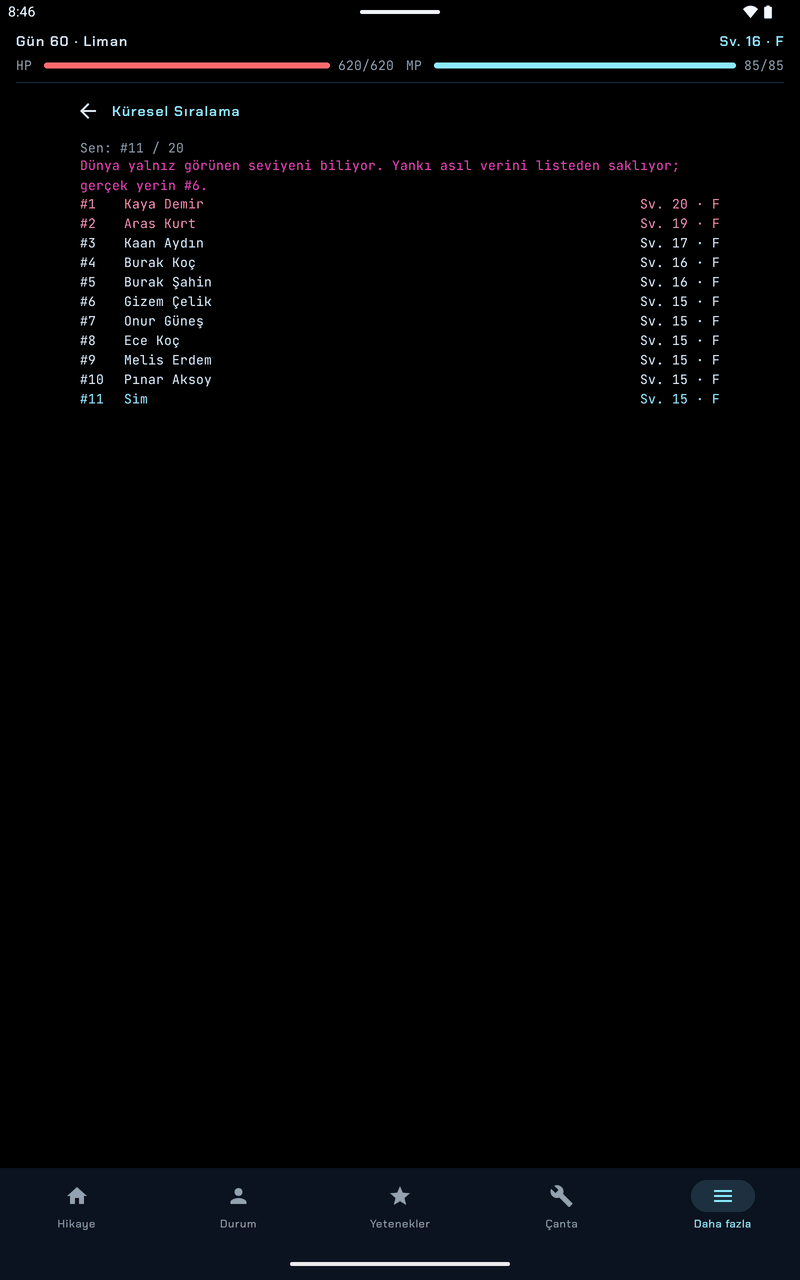 8:46
Gün 60 · Liman Sv. 16 · F
HP 620/620 MP 85/85
Küresel Sıralama
Sen: #11 / 20
Dünya yalnız görünen seviyeni biliyor. Yankı asıl verini listeden saklıyor;
gerçek yerin #6.
#1 Kaya Demir Sv. 20 · F
#2 Aras Kurt Sv. 19 · F
#3 Kaan Aydın Sv. 17 · F
#4 Burak Koç Sv. 16 · F
#5 Burak Şahin Sv. 16 · F
#6 Gizem Çelik Sv. 15 · F
#7 Onur Güneş Sv. 15 · F
#8 Ece Koç Sv. 15 · F
#9 Melis Erdem Sv. 15 · F
#10 Pınar Aksoy Sv. 15 · F
#11 Sim Sv. 15 · F
Hikaye Durum Yetenekler Çanta Daha fazla